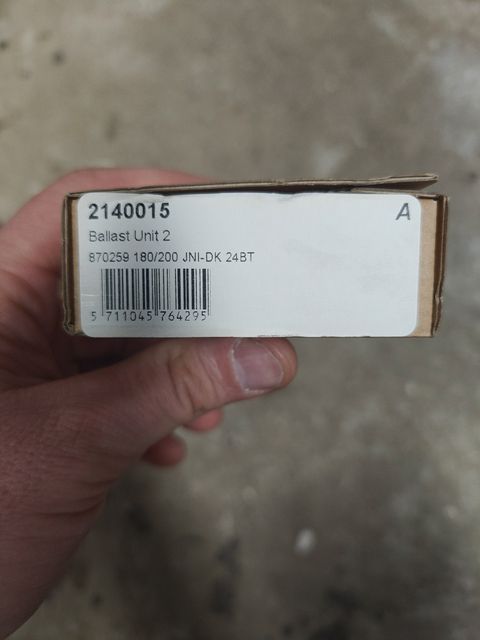 2140015
A
Ballast Unit 2
870259 180/200 JNI-DK 24BT
5 711045 764295